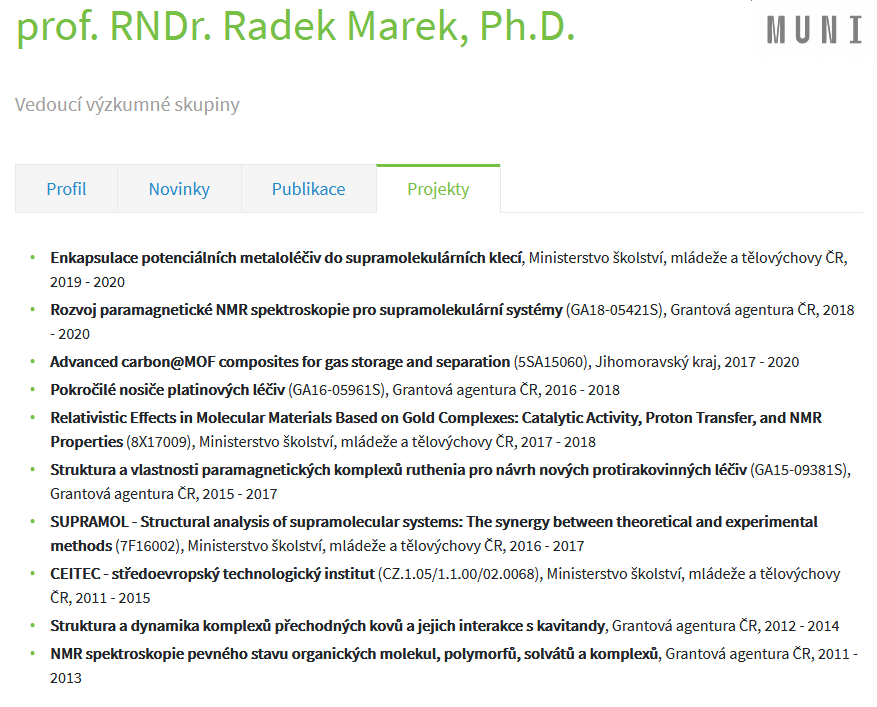 prof. RNDr. Radek Marek, Ph.D.
MUNI
Vedoucí výzkumné skupiny
Profil
Novinky
Publikace
Projekty
• Enkapsulace potenciálních metaloléčiv do supramolekulárních klecí, Ministerstvo školství, mládeže a tělovýchovy ČR,
2019 - 2020
• Rozvoj paramagnetické NMR spektroskopie pro supramolekulární systémy (GA18-05421S), Grantová agentura ČR, 2018
- 2020
• Advanced carbon@MOF composites for gas storage and separation (5SA15060), Jihomoravský kraj, 2017 - 2020
• Pokročilé nosiče platinových léčiv (GA16-05961S), Grantová agentura ČR, 2016 - 2018
• Relativistic Effects in Molecular Materials Based on Gold Complexes: Catalytic Activity, Proton Transfer, and NMR
Properties (8X17009), Ministerstvo školství, mládeže a tělovýchovy ČR, 2017 - 2018
• Struktura a vlastnosti paramagnetických komplexů ruthenia pro návrh nových protirakovinných léčiv (GA15-09381S),
Grantová agentura ČR, 2015 - 2017
• SUPRAMOL - Structural analysis of supramolecular systems: The synergy between theoretical and experimental
methods (7F16002), Ministerstvo školství, mládeže a tělovýchovy ČR, 2016 - 2017
• CEITEC - středoevropský technologický institut (CZ.1.05/1.1.00/02.0068), Ministerstvo školství, mládeže a tělovýchovy
ČR, 2011 - 2015
• Struktura a dynamika komplexů přechodných kovů a jejich interakce s kavitandy, Grantová agentura ČR, 2012 - 2014
• NMR spektroskopie pevného stavu organických molekul, polymorfů, solvátů a komplexů, Grantová agentura ČR, 2011 -
2013